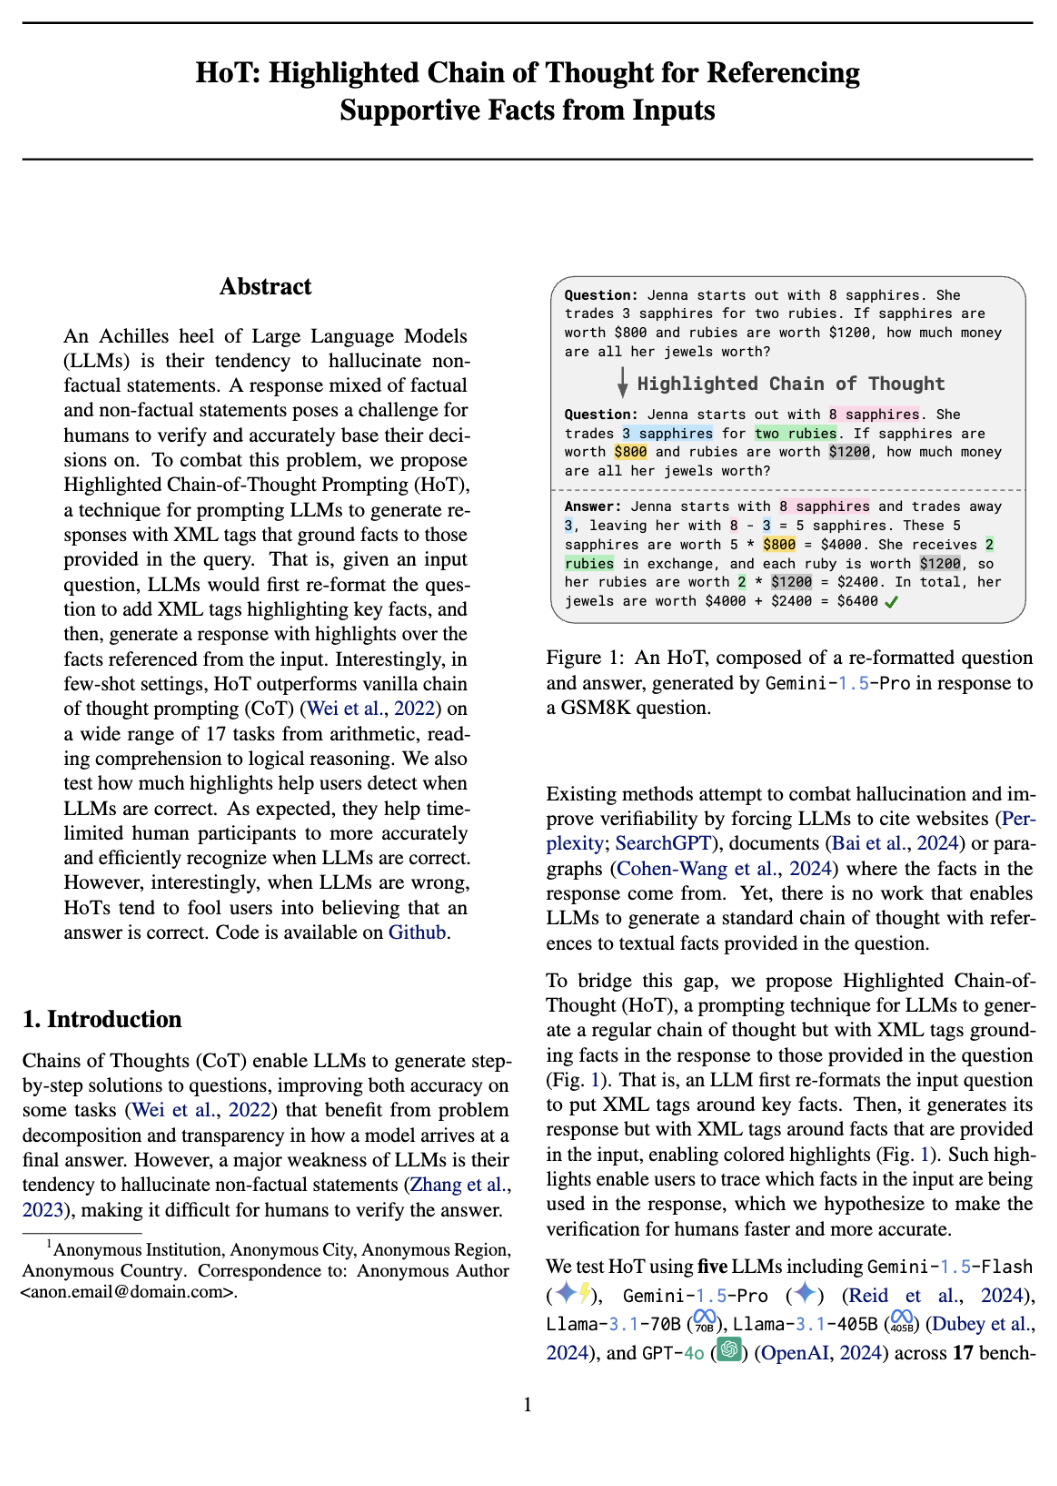 HoT: Highlighted Chain of Thought for Referencing
Supportive Facts from Inputs
Abstract
An Achilles heel of Large Language Models
(LLMs) is their tendency to hallucinate non-
factual statements. A response mixed of factual
and non-factual statements poses a challenge for
humans to verify and accurately base their deci-
sions on. To combat this problem, we propose
Highlighted Chain-of-Thought Prompting (HoT),
a technique for prompting LLMs to generate re-
sponses with XML tags that ground facts to those
provided in the query. That is, given an input
question, LLMs would first re-format the ques-
tion to add XML tags highlighting key facts, and
then, generate a response with highlights over the
facts referenced from the input. Interestingly, in
few-shot settings, HoT outperforms vanilla chain
of thought prompting (CoT) (Wei et al., 2022) on
a wide range of 17 tasks from arithmetic, read-
ing comprehension to logical reasoning. We also
test how much highlights help users detect when
LLMs are correct. As expected, they help time-
limited human participants to more accurately
and efficiently recognize when LLMs are correct.
However, interestingly, when LLMs are wrong,
HoTs tend to fool users into believing that an
answer is correct. Code is available on Github.
1. Introduction
Chains of Thoughts (CoT) enable LLMs to generate step-
by-step solutions to questions, improving both accuracy on
some tasks (Wei et al., 2022) that benefit from problem
decomposition and transparency in how a model arrives at a
final answer. However, a major weakness of LLMs is their
tendency to hallucinate non-factual statements (Zhang et al.,
2023), making it difficult for humans to verify the answer.
1Anonymous Institution, Anonymous City, Anonymous Region,
Anonymous Country. Correspondence to: Anonymous Author
<anon.email@domain.com>.
Question: Jenna starts out with 8 sapphires. She
trades 3 sapphires for two rubies. If sapphires are
worth $800 and rubies are worth $1200, how much money
are all her jewels worth?
Highlighted Chain of Thought
Question: Jenna starts out with 8 sapphires. She
trades 3 sapphires for two rubies. If sapphires are
worth $800 and rubies are worth $1200, how much money
are all her jewels worth?
Answer: Jenna starts with 8 sapphires and trades away
3, leaving her with 8 - 3 = 5 sapphires. These 5
sapphires are worth 5 * $800 = $4000. She receives 2
rubies in exchange, and each ruby is worth $1200, so
her rubies are worth 2 * $1200 = $2400. In total, her
jewels are worth $4000 + $2400 = $6400
Figure 1: An HoT, composed of a re-formatted question
and answer, generated by Gemini-1.5-Pro in response to
a GSM8K question.
Existing methods attempt to combat hallucination and im-
prove verifiability by forcing LLMs to cite websites (Per-
plexity; SearchGPT), documents (Bai et al., 2024) or para-
graphs (Cohen-Wang et al., 2024) where the facts in the
response come from. Yet, there is no work that enables
LLMs to generate a standard chain of thought with refer-
ences to textual facts provided in the question.
To bridge this gap, we propose Highlighted Chain-of-
Thought (HoT), a prompting technique for LLMs to gener-
ate a regular chain of thought but with XML tags ground-
ing facts in the response to those provided in the question
(Fig. 1). That is, an LLM first re-formats the input question
to put XML tags around key facts. Then, it generates its
response but with XML tags around facts that are provided
in the input, enabling colored highlights (Fig. 1). Such high-
lights enable users to trace which facts in the input are being
used in the response, which we hypothesize to make the
verification for humans faster and more accurate.
We test HoT using five LLMs including Gemini-1.5-Flash
( ), Gemini-1.5-Pro ( ) (Reid et al., 2024),
Llama-3.1-70B (70B), Llama-3.1-405B (405B) (Dubey et al.,
2024), and GPT-4o ( ) (OpenAI, 2024) across 17 bench-
1